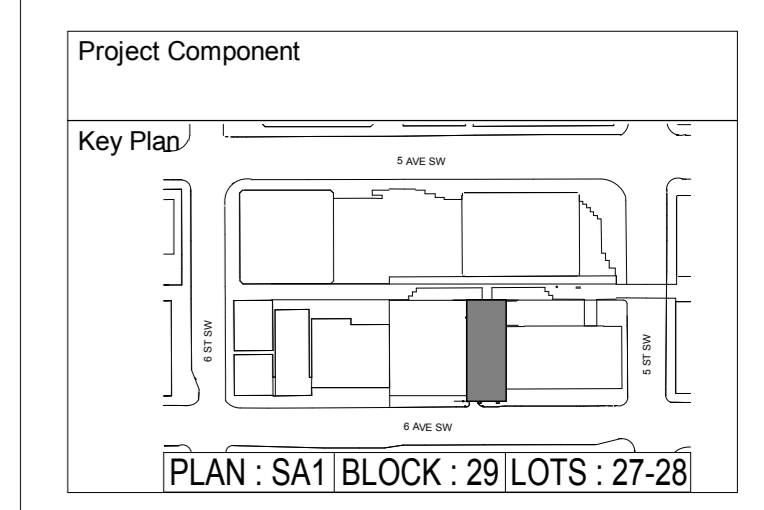 Project Component
Key Plan
5 AVE SW
6 ST SW
5 ST SW
6 AVE SW
PLAN : SA1 BLOCK : 29 LOTS : 27-28